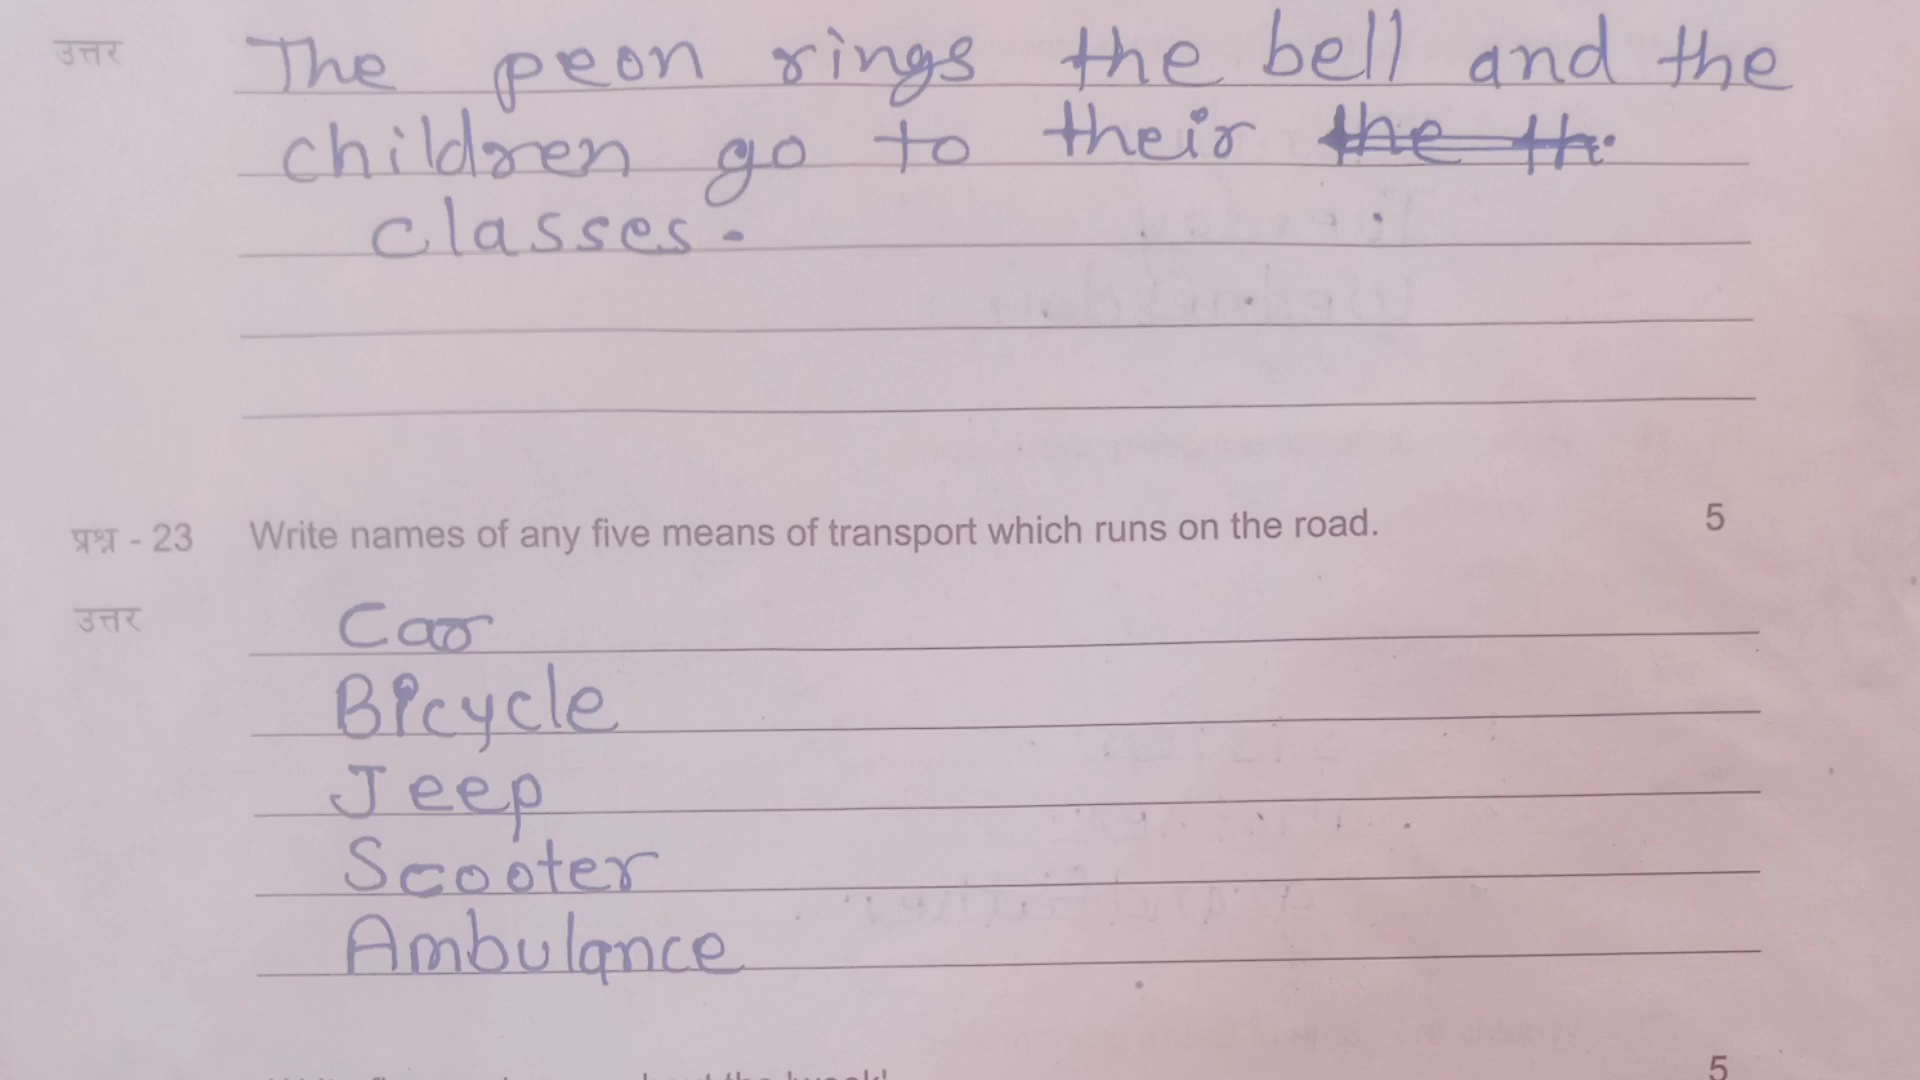 उत्तर The peon rings the bell and the
children go to their the th
classes.
प्रश्न - 23 Write names of any five means of transport which runs on the road. 5
उत्तर Car
Bicycle
Jeep
Scooter
Ambulance
5